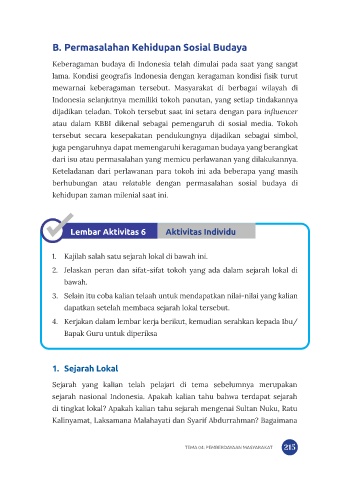 B. Permasalahan Kehidupan Sosial Budaya
Keberagaman budaya di Indonesia telah dimulai pada saat yang sangat
lama. Kondisi geografis Indonesia dengan keragaman kondisi fisik turut
mewarnai keberagaman tersebut. Masyarakat di berbagai wilayah di
Indonesia selanjutnya memiliki tokoh panutan, yang setiap tindakannya
dijadikan teladan. Tokoh tersebut saat ini setara dengan para influencer
atau dalam KBBI dikenal sebagai pemengaruh di sosial media. Tokoh
tersebut secara kesepakatan pendukungnya dijadikan sebagai simbol,
juga pengaruhnya dapat memengaruhi keragaman budaya yang berangkat
dari isu atau permasalahan yang memicu perlawanan yang dilakukannya.
Keteladanan dari perlawanan para tokoh ini ada beberapa yang masih
berhubungan atau relatable dengan permasalahan sosial budaya di
kehidupan zaman milenial saat ini.
Lembar Aktivitas 6 Aktivitas Individu
1. Kajilah salah satu sejarah lokal di bawah ini.
2. Jelaskan peran dan sifat-sifat tokoh yang ada dalam sejarah lokal di
bawah.
3. Selain itu coba kalian telaah untuk mendapatkan nilai-nilai yang kalian
dapatkan setelah membaca sejarah lokal tersebut.
4. Kerjakan dalam lembar kerja berikut, kemudian serahkan kepada Ibu/
Bapak Guru untuk diperiksa
1. Sejarah Lokal
Sejarah yang kalian telah pelajari di tema sebelumnya merupakan
sejarah nasional Indonesia. Apakah kalian tahu bahwa terdapat sejarah
di tingkat lokal? Apakah kalian tahu sejarah mengenai Sultan Nuku, Ratu
Kalinyamat, Laksamana Malahayati dan Syarif Abdurrahman? Bagaimana
TEMA 04: PEMBERDAYAAN MASYARAKAT 215